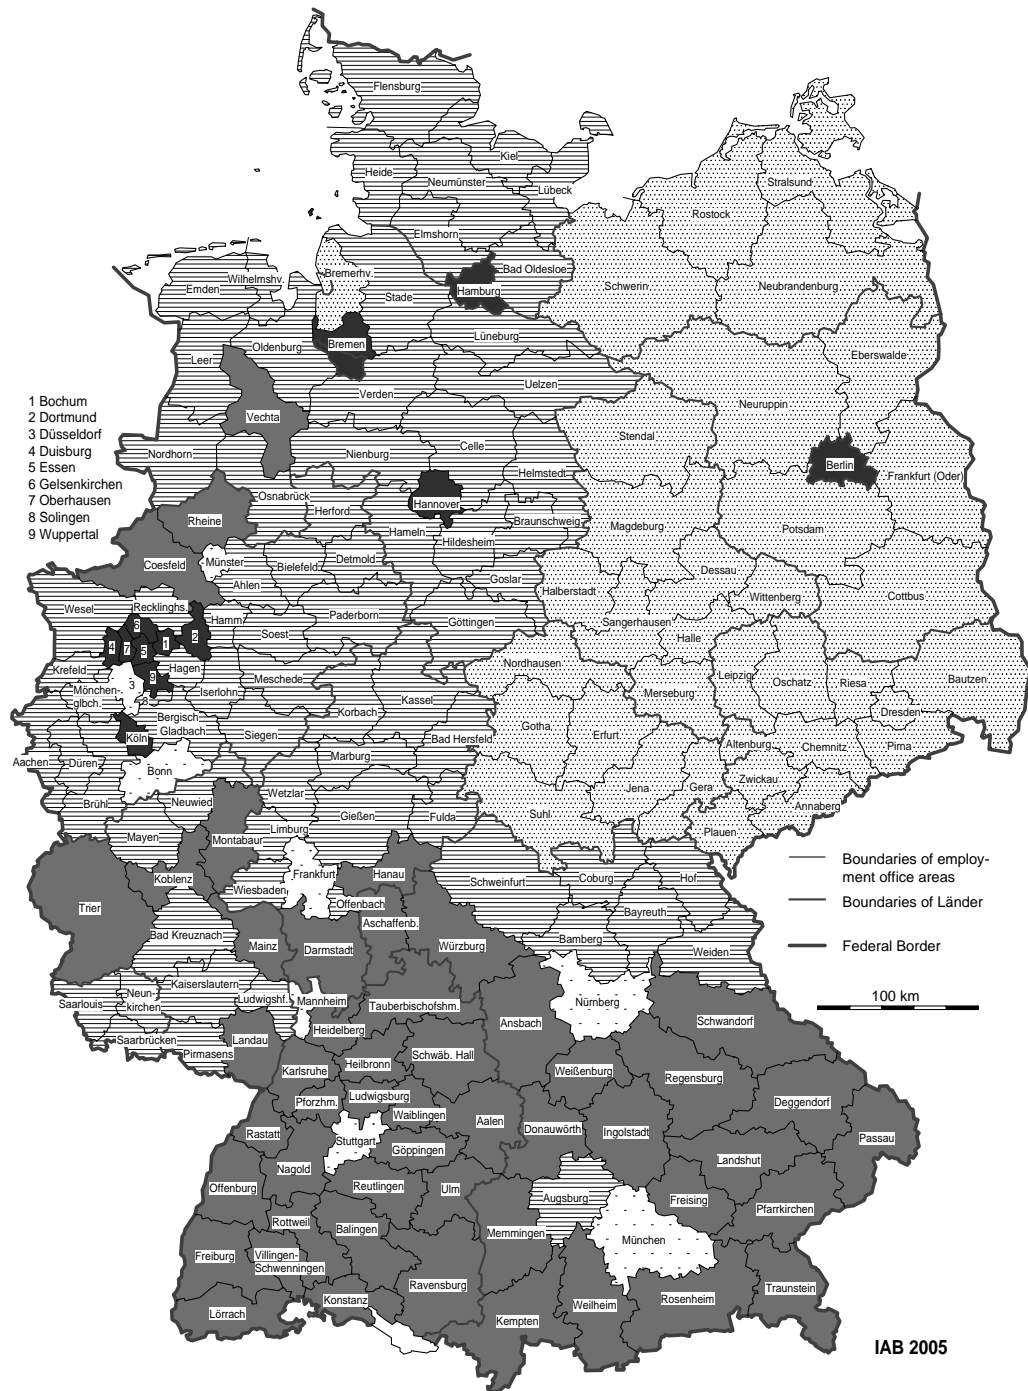 Flensburg
Kiel
Heide
Neumünster
Lübeck
Stralsund
Rostock
Elmshorn
Bremerhv.
Bad Oldesloe
Wilhelmshv.
Emden
Hamburg
Stade
Schwerin
Neubrandenburg
Lüneburg
Oldenburg
Bremen
Leer
Eberswalde
Uelzen
Verden
Neuruppin
1 Bochum
2 Dortmund
3 Düsseldorf
4 Duisburg
5 Essen
6 Gelsenkirchen
7 Oberhausen
8 Solingen
9 Wuppertal
Vechta
Stendal
Celle
Nordhorn
Nienburg
Berlin
Helmstedt
Frankfurt (Oder)
Osnabrück
Hannover
Herford
Rheine
Braunschweig
Magdeburg
Potsdam
Hameln
Hildesheim
Münster
Detmold
Coesfeld
Bielefeld
Dessau
Goslar
Ahlen
Halberstadt
Wittenberg
Cottbus
Wesel
Recklinghs.
Hamm
Paderborn
Göttingen
Sangerhausen
6
Soest
Halle
4
7
5
1
2
Nordhausen
Krefeld
Hagen
9
Meschede
Leipzig
Oschatz
Riesa
Bautzen
3
Mönchen-
glbch.
Iserlohn
Merseburg
8
Kassel
Korbach
Dresden
Bergisch
Gladbach
Gotha
Köln
Siegen
Bad Hersfeld
Erfurt
Altenburg
Chemnitz
Pirna
Aachen
Düren
Marburg
Bonn
Zwickau
Jena
Gera
Brühl
Neuwied
Wetzlar
Annaberg
Suhl
Gießen
Fulda
Limburg
Plauen
Mayen
Montabaur
Boundaries of employ-
ment office areas
Koblenz
Frankfurt
Hanau
Schweinfurt
Coburg
Hof
Wiesbaden
Trier
Offenbach
Boundaries of Länder
Bayreuth
Aschaffenb.
Bad Kreuznach
Bamberg
Mainz
Darmstadt
Würzburg
Federal Border
Weiden
Kaiserslautern
100 km
Neun-
kirchen
Saarlouis
Ludwigshf.
Mannheim
Nürnberg
Tauberbischofshm.
Schwandorf
Ansbach
Heidelberg
Saarbrücken
Landau
Pirmasens
Schwäb. Hall
Heilbronn
Karlsruhe
Weißenburg
Regensburg
Ludwigsburg
Pforzhm.
Deggendorf
Waiblingen
Aalen
Donauwörth
Ingolstadt
Rastatt
Stuttgart
Passau
Göppingen
Landshut
Nagold
Reutlingen
Ulm
Offenburg
Augsburg
Freising
Pfarrkirchen
Rottweil
Balingen
Memmingen
München
Freiburg
Villingen-
Schwenningen
Ravensburg
Traunstein
Konstanz
Rosenheim
Weilheim
Lörrach
Kempten
IAB 2005